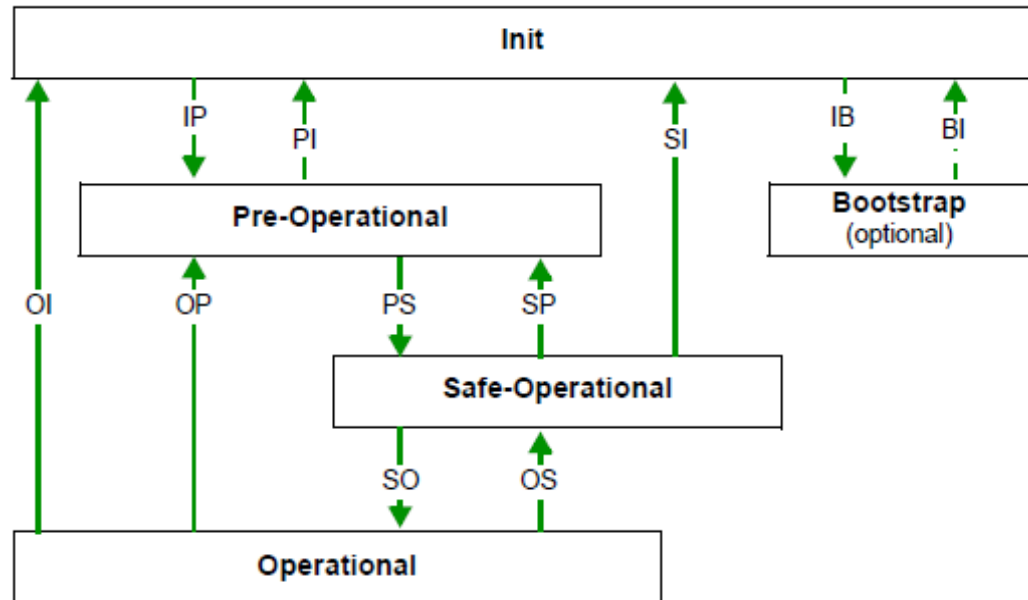 Init
IP
PI
SI
IB
BI
Pre-Operational
Bootstrap
(optional)
OI
OP
PS
SP
Safe-Operational
SO
OS
Operational